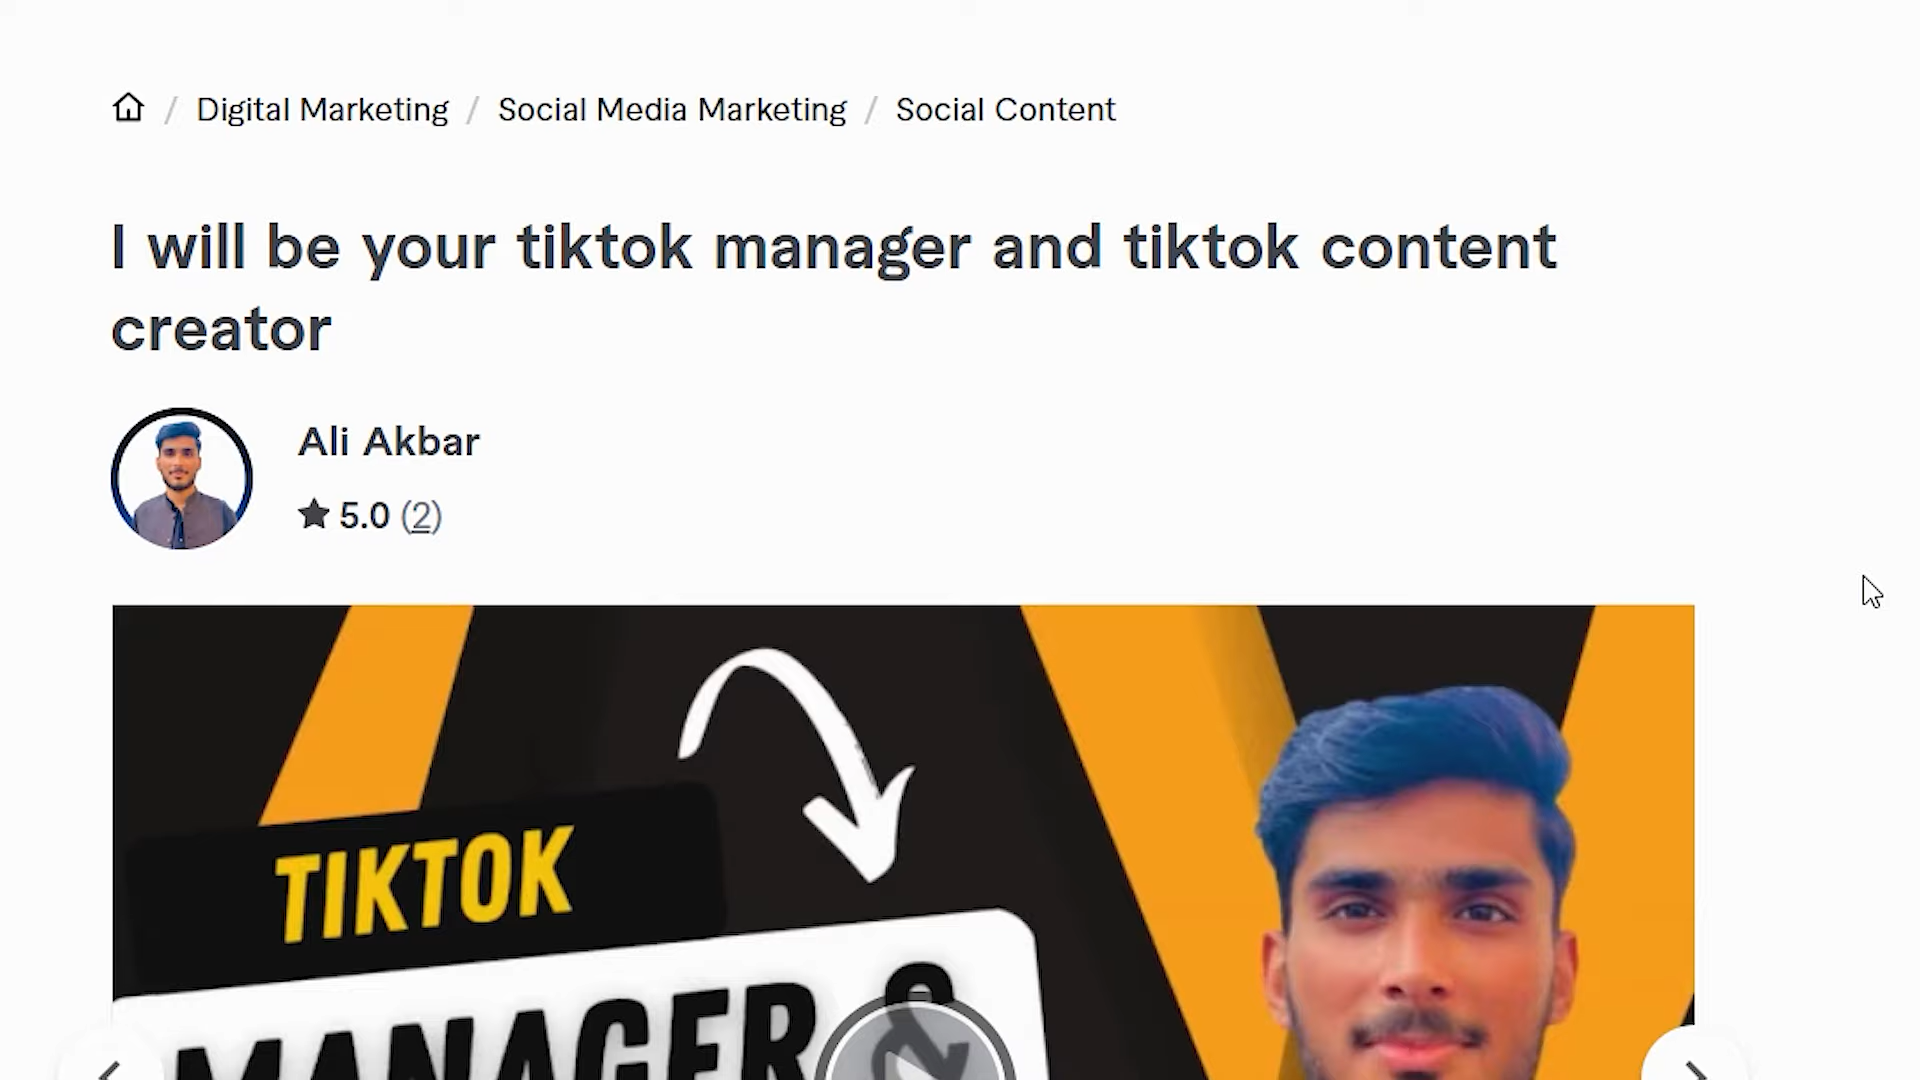 / Digital Marketing / Social Media Marketing / Social Content
I will be your tiktok manager and tiktok content
creator
Ali Akbar
5.0 (2)
TIKTOK
MANAGER &